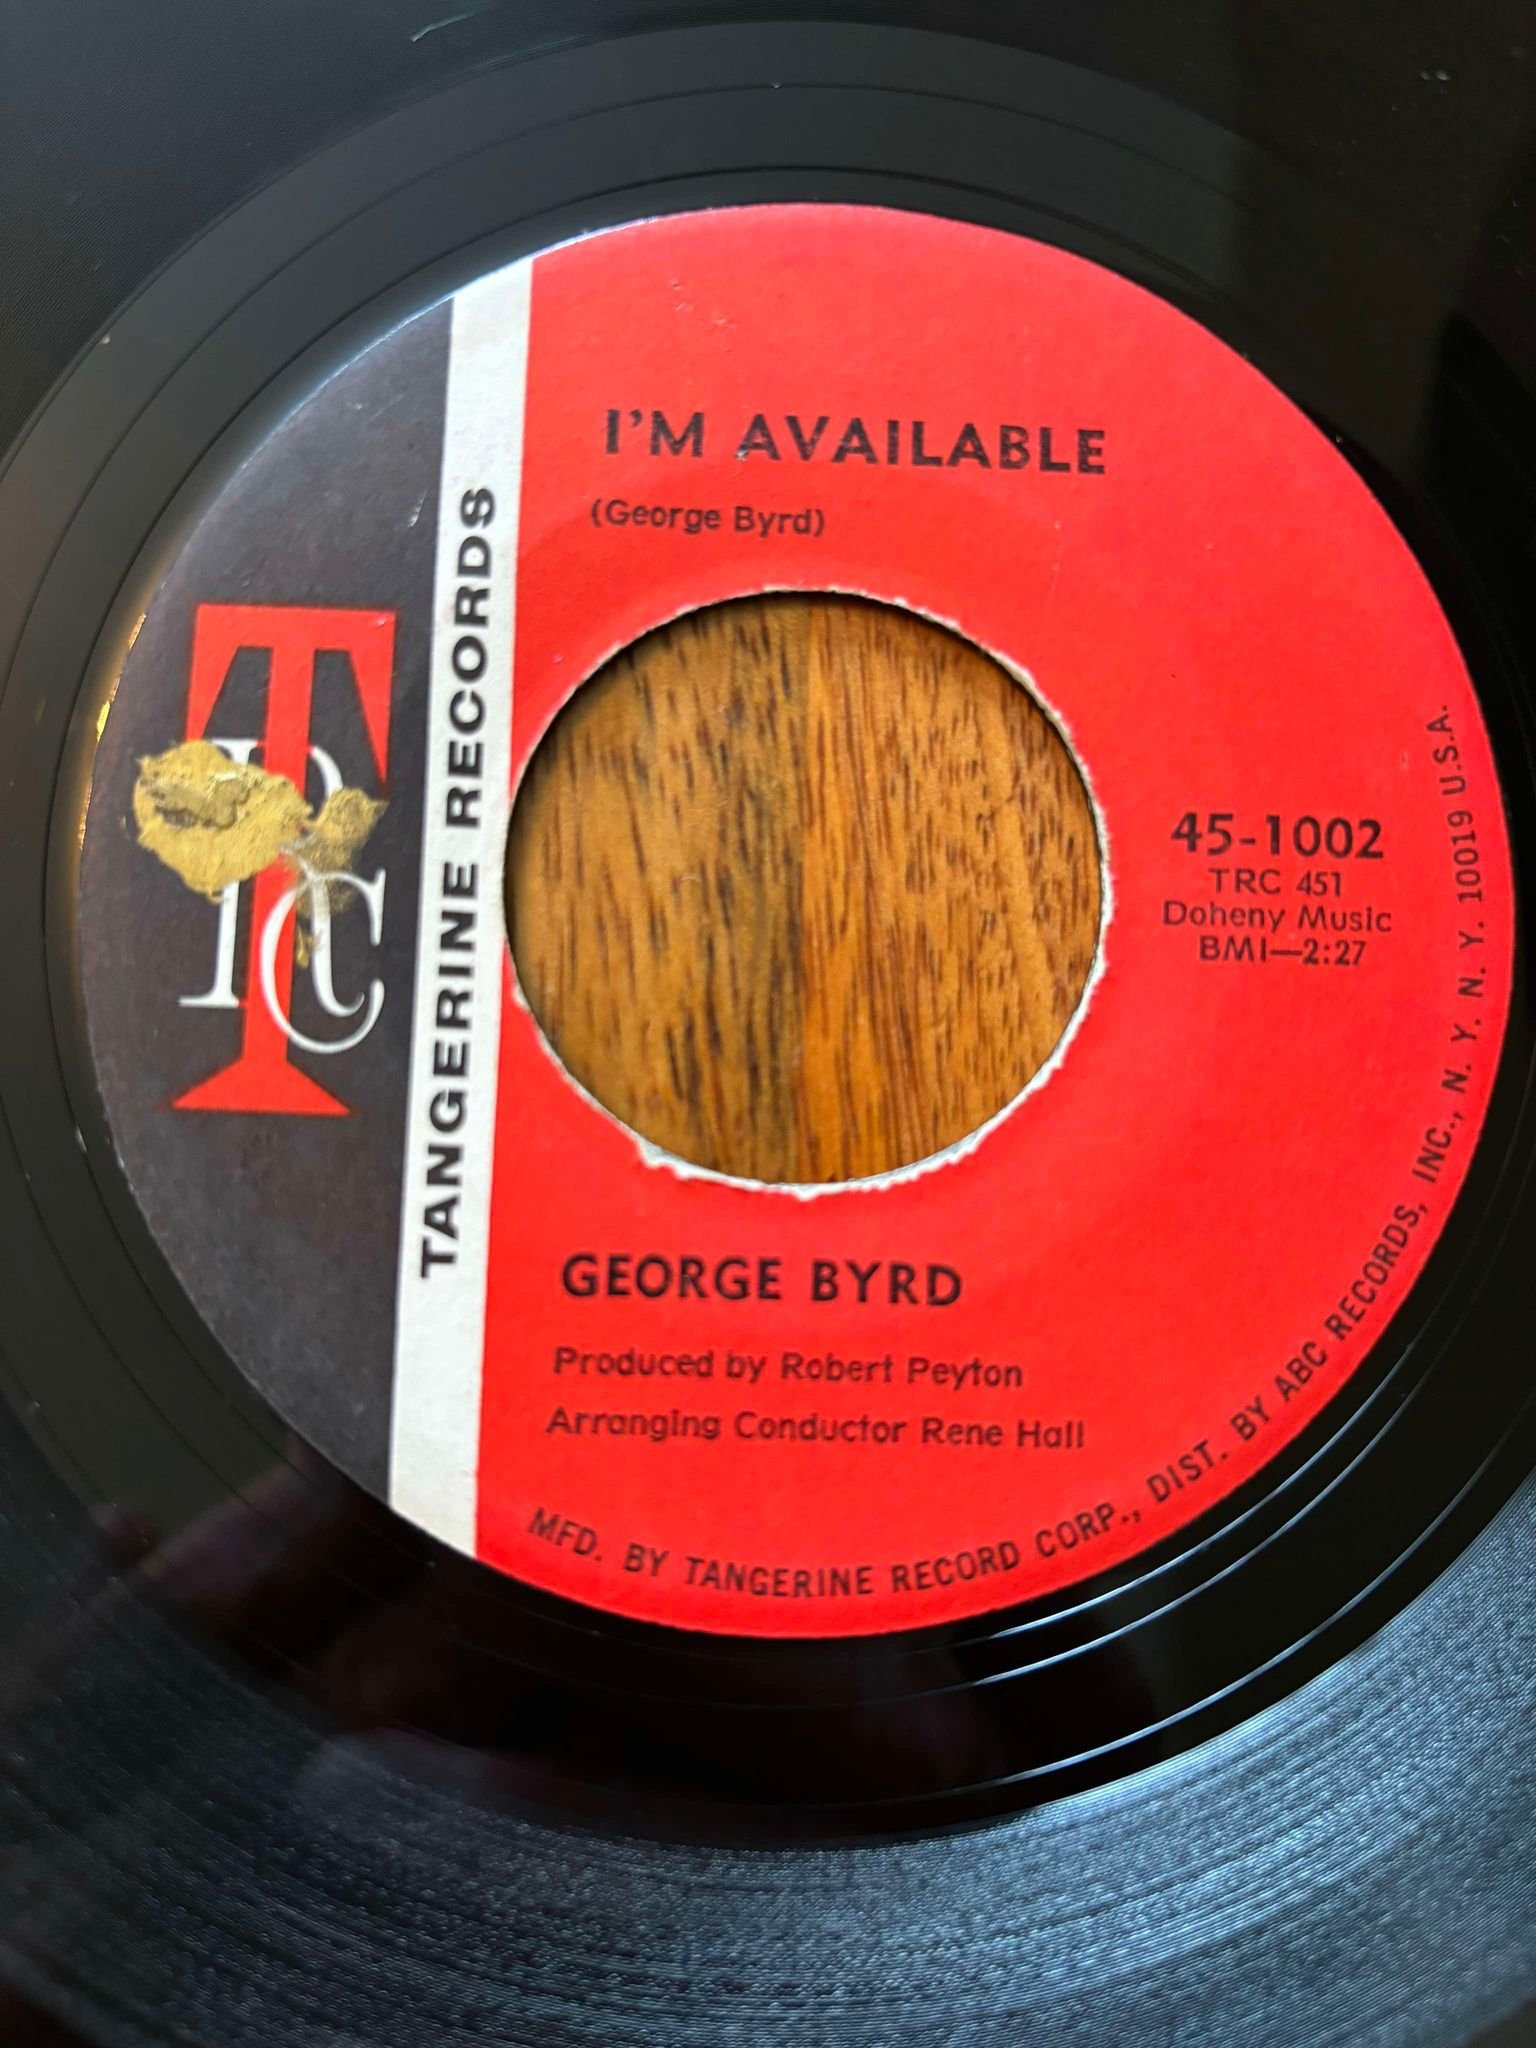 I'M AVAILABLE
(George Byrd)
TRC
TANGERINE RECORDS
45-1002
TRC 451
Doheny Music
BMI—2:27
GEORGE BYRD
Produced by Robert Peyton
Arranging Conductor Rene Hall
MFD. BY TANGERINE RECORD CORP., DIST. BY ABC RECORDS, INC., N. Y. N. Y. 10019 U.S.A.